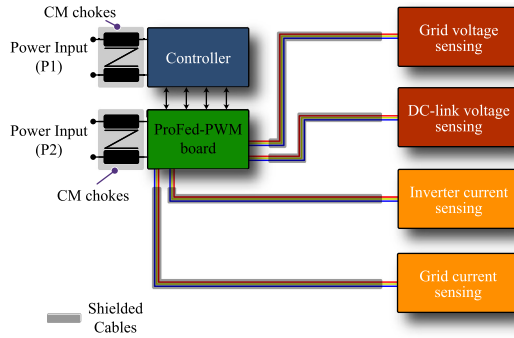 CM chokes
Power Input
(P1)
Controller
Grid voltage
sensing
Power Input
(P2)
ProFed-PWM
board
DC-link voltage
sensing
CM chokes
Inverter current
sensing
Grid current
sensing
Shielded
Cables